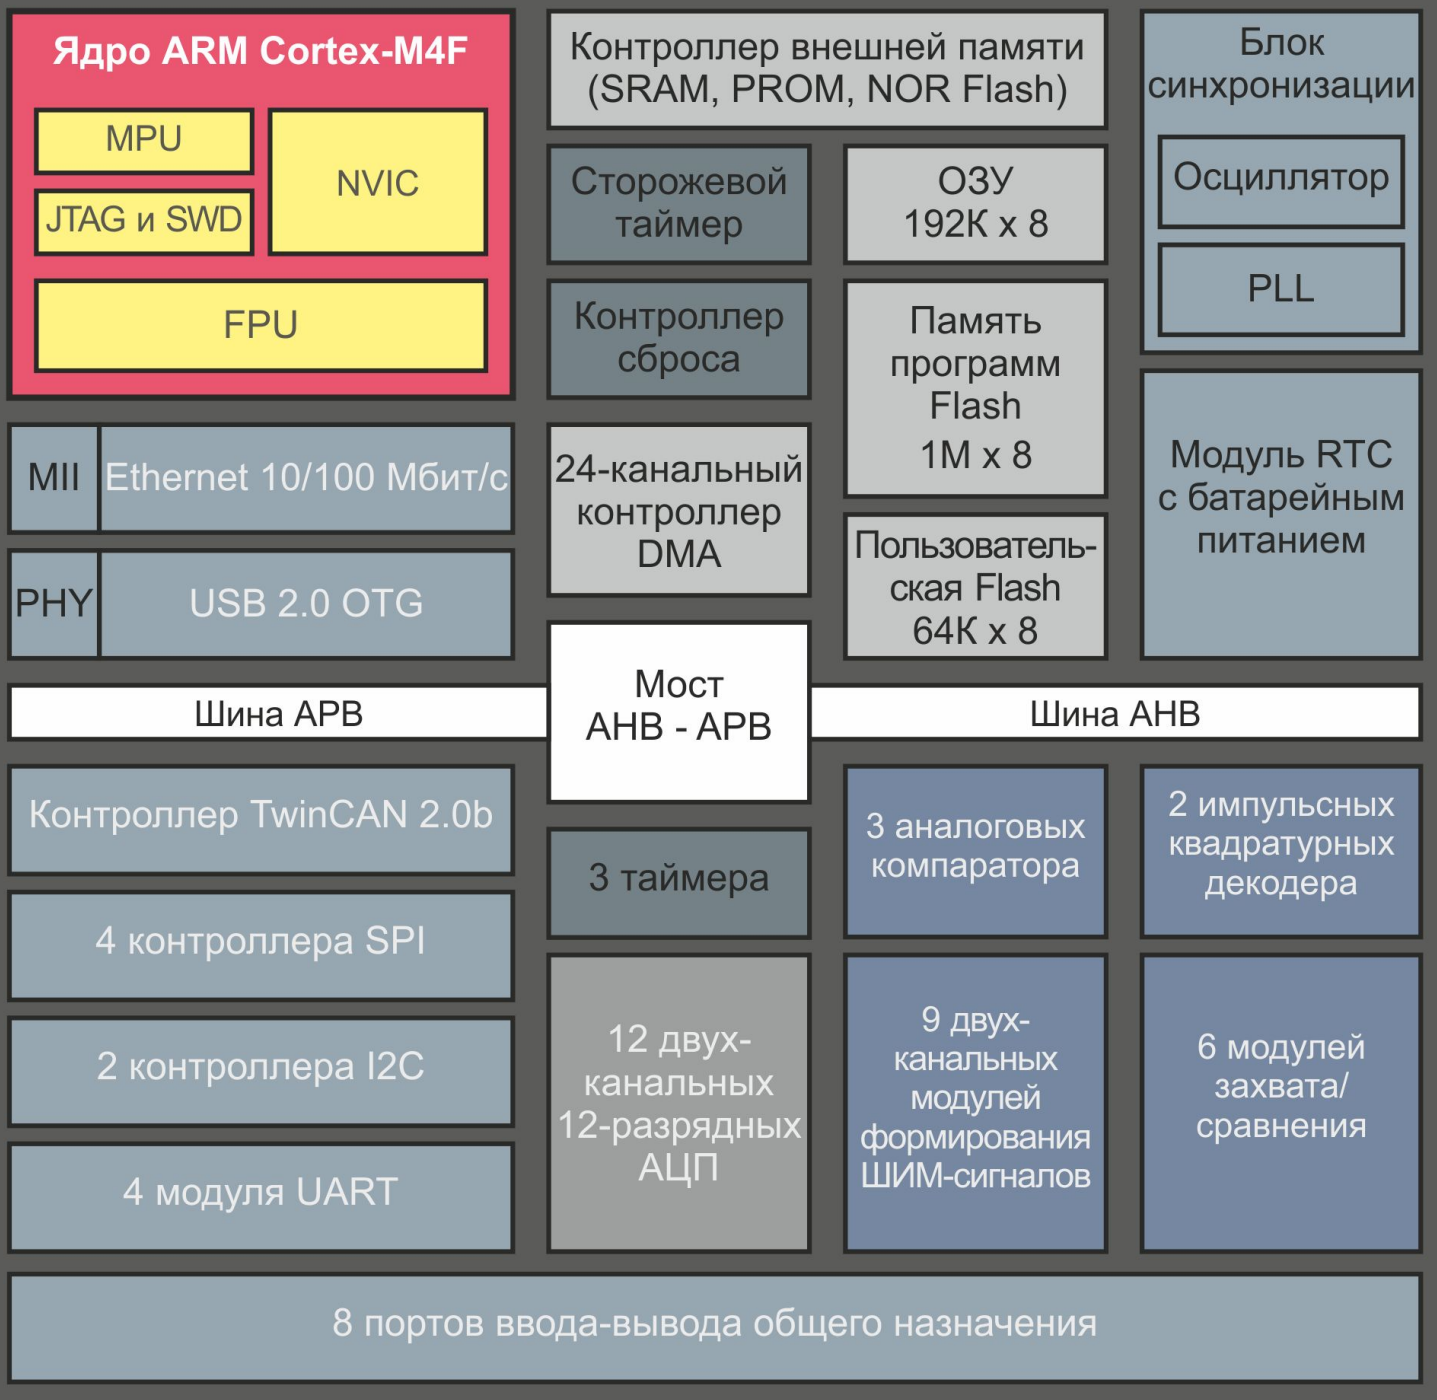 Ядро ARM Cortex-M4F
MPU
JTAG и SWD
NVIC
FPU
Контроллер внешней памяти
(SRAM, PROM, NOR Flash)
Блок
синхронизации
Осциллятор
PLL
Сторожевой
таймер
ОЗУ
192К x 8
Контроллер
сброса
Память
программ
Flash
1М x 8
MII
Ethernet 10/100 Мбит/с
24-канальный
контроллер
DMA
Модуль RTC
с батарейным
питанием
PHY
USB 2.0 OTG
Пользователь-
ская Flash
64К x 8
Шина APB
Мост
AHB - APB
Шина AHB
Контроллер TwinCAN 2.0b
4 контроллера SPI
2 контроллера I2C
4 модуля UART
3 таймера
3 аналоговых
компаратора
2 импульсных
квадратурных
декодера
12 двух-
канальных
12-разрядных
АЦП
9 двух-
канальных
модулей
формирования
ШИМ-сигналов
6 модулей
захвата/
сравнения
8 портов ввода-вывода общего назначения